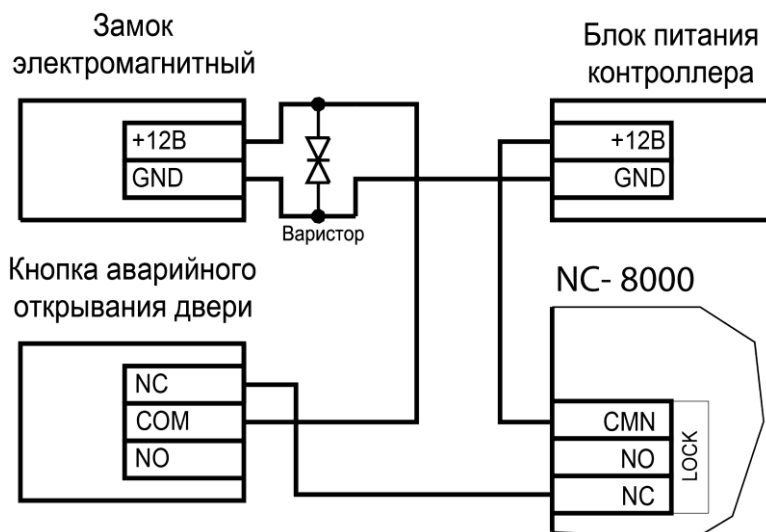 Замок
электромагнитный
+12В
GND
Варистор
Блок питания
контроллера
+12В
GND
Кнопка аварийного
открывания двери
NC
COM
NO
NC- 8000
CMN
NO
NC
LOCK